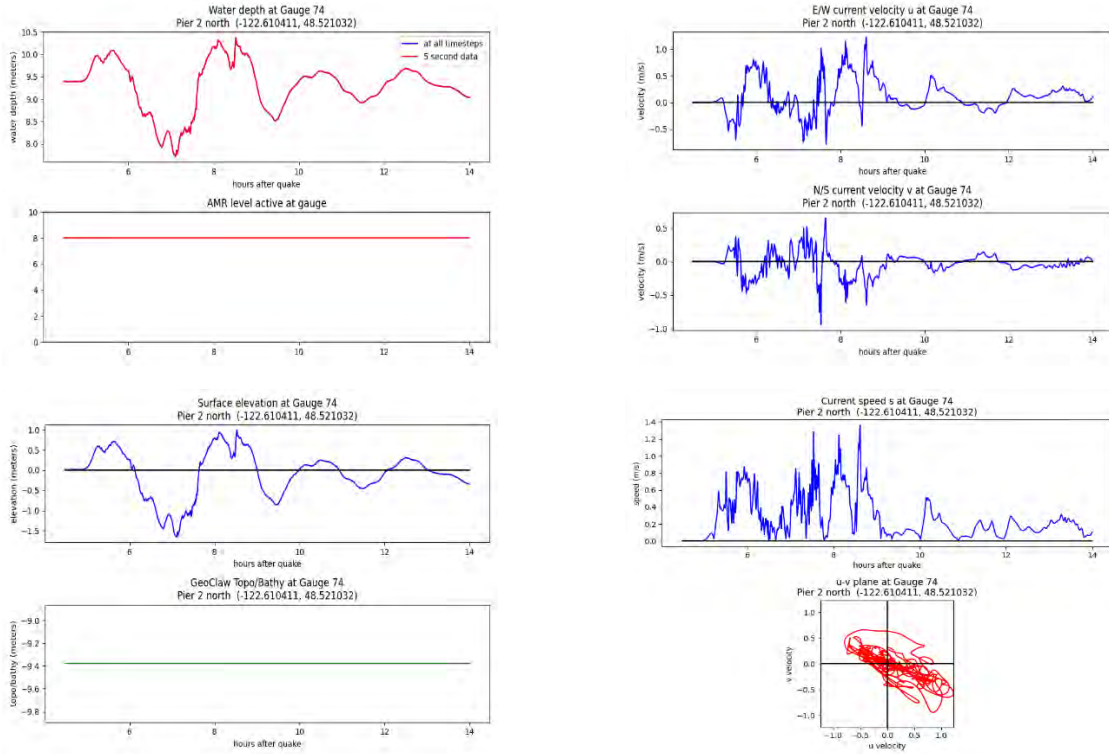 Water depth at Gauge 74
Pier 2 north (-122.610411, 48.521032)
10.5
10.0
9.5
9.0
8.5
8.0
water depth (meters)
at all timesteps
5 second data
6 8 10 12 14
hours after quake
AMR level active at gauge
10
8
6
4
2
0
6 8 10 12 14
hours after quake
Surface elevation at Gauge 74
Pier 2 north (-122.610411, 48.521032)
1.0
0.5
0.0
−0.5
−1.0
−1.5
elevation (meters)
6 8 10 12 14
hours after quake
GeoClaw Topo/Bathy at Gauge 74
Pier 2 north (-122.610411, 48.521032)
−9.0
−9.2
−9.4
−9.6
−9.8
topo/bathy (meters)
6 8 10 12 14
hours after quake
E/W current velocity u at Gauge 74
Pier 2 north (-122.610411, 48.521032)
1.0
0.5
0.0
−0.5
velocity (m/s)
6 8 10 12 14
hours after quake
N/S current velocity v at Gauge 74
Pier 2 north (-122.610411, 48.521032)
0.5
0.0
−0.5
−1.0
velocity (m/s)
6 8 10 12 14
hours after quake
Current speed s at Gauge 74
Pier 2 north (-122.610411, 48.521032)
1.4
1.2
1.0
0.8
0.6
0.4
0.2
0.0
speed (m/s)
6 8 10 12 14
hours after quake
u-v plane at Gauge 74
Pier 2 north (-122.610411, 48.521032)
1.0
0.5
0.0
−0.5
−1.0
v velocity
−1.0 −0.5 0.0 0.5 1.0
u velocity